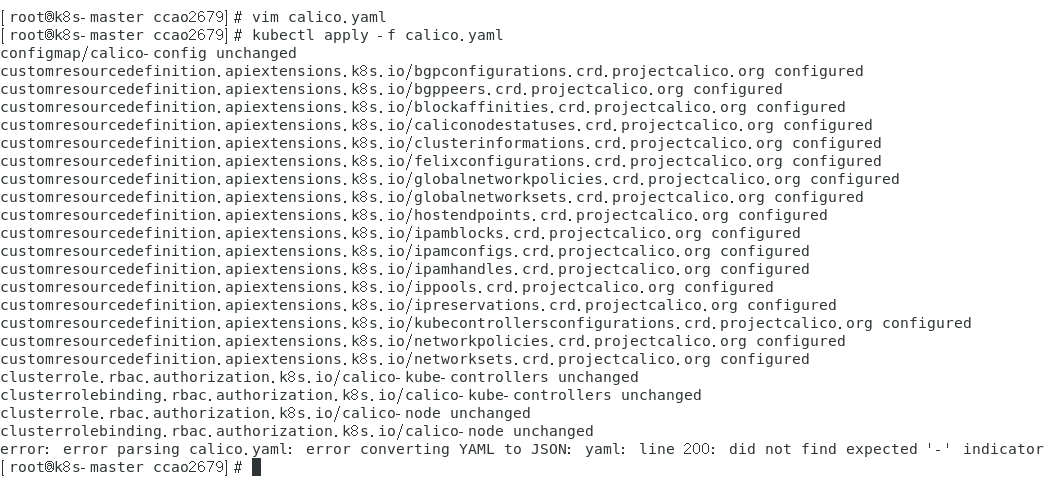 [root@k8s-master ccao2679]# vim calico.yaml
[root@k8s-master ccao2679]# kubectl apply -f calico.yaml
configmap/calico-config unchanged
customresourcedefinition.apiextensions.k8s.io/bgpconfigurations.crd.projectcalico.org configured
customresourcedefinition.apiextensions.k8s.io/bgppeers.crd.projectcalico.org configured
customresourcedefinition.apiextensions.k8s.io/blockaffinities.crd.projectcalico.org configured
customresourcedefinition.apiextensions.k8s.io/caliconodestatuses.crd.projectcalico.org configured
customresourcedefinition.apiextensions.k8s.io/clusterinformations.crd.projectcalico.org configured
customresourcedefinition.apiextensions.k8s.io/felixconfigurations.crd.projectcalico.org configured
customresourcedefinition.apiextensions.k8s.io/globalnetworkpolicies.crd.projectcalico.org configured
customresourcedefinition.apiextensions.k8s.io/globalnetworksets.crd.projectcalico.org configured
customresourcedefinition.apiextensions.k8s.io/hostendpoints.crd.projectcalico.org configured
customresourcedefinition.apiextensions.k8s.io/ipamblocks.crd.projectcalico.org configured
customresourcedefinition.apiextensions.k8s.io/ipamconfigs.crd.projectcalico.org configured
customresourcedefinition.apiextensions.k8s.io/ipamhandles.crd.projectcalico.org configured
customresourcedefinition.apiextensions.k8s.io/ippools.crd.projectcalico.org configured
customresourcedefinition.apiextensions.k8s.io/ipreservations.crd.projectcalico.org configured
customresourcedefinition.apiextensions.k8s.io/kubecontrollersconfigurations.crd.projectcalico.org configured
customresourcedefinition.apiextensions.k8s.io/networkpolicies.crd.projectcalico.org configured
customresourcedefinition.apiextensions.k8s.io/networksets.crd.projectcalico.org configured
clusterrole.rbac.authorization.k8s.io/calico-kube-controllers unchanged
clusterrolebinding.rbac.authorization.k8s.io/calico-kube-controllers unchanged
clusterrole.rbac.authorization.k8s.io/calico-node unchanged
clusterrolebinding.rbac.authorization.k8s.io/calico-node unchanged
error: error parsing calico.yaml: error converting YAML to JSON: yaml: line 200: did not find expected '-' indicator
[root@k8s-master ccao2679]#